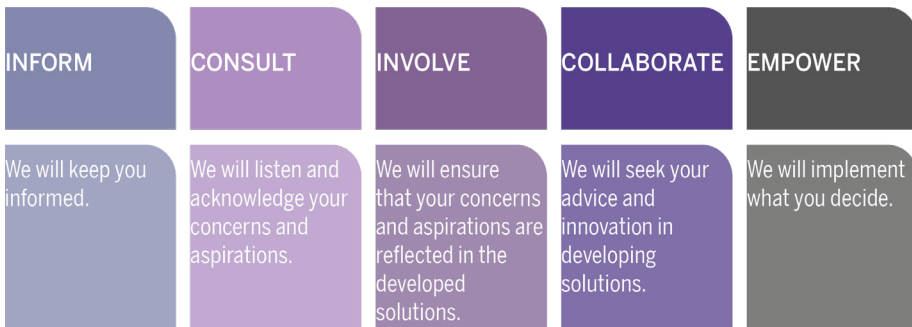 INFORM
CONSULT
INVOLVE
COLLABORATE
EMPOWER
We will keep you
informed.
We will listen and
acknowledge your
concerns and
aspirations.
We will ensure
that your concerns
and aspirations are
reflected in the
developed
solutions.
We will seek your
advice and
innovation in
developing
solutions.
We will implement
what you decide.